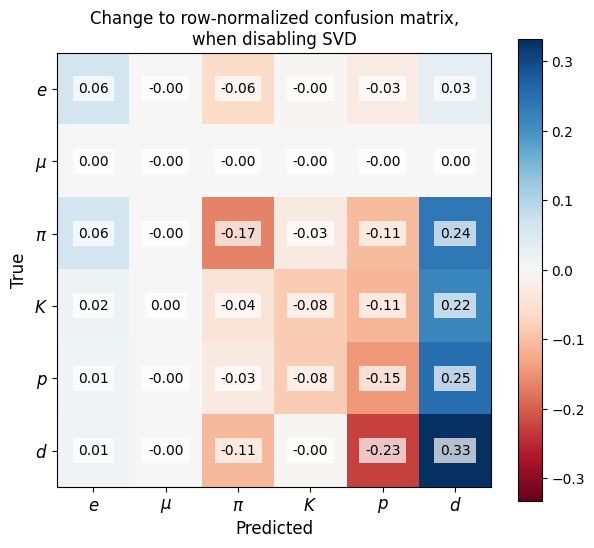 Change to row-normalized confusion matrix,
when disabling SVD
e 0.06 -0.00 -0.06 -0.00 -0.03 0.03
μ 0.00 -0.00 -0.00 -0.00 -0.00 0.00
π 0.06 -0.00 -0.17 -0.03 -0.11 0.24
K 0.02 0.00 -0.04 -0.08 -0.11 0.22
p 0.01 -0.00 -0.03 -0.08 -0.15 0.25
d 0.01 -0.00 -0.11 -0.00 -0.23 0.33
e μ π K p d
Predicted
True
0.3
0.2
0.1
0.0
−0.1
−0.2
−0.3